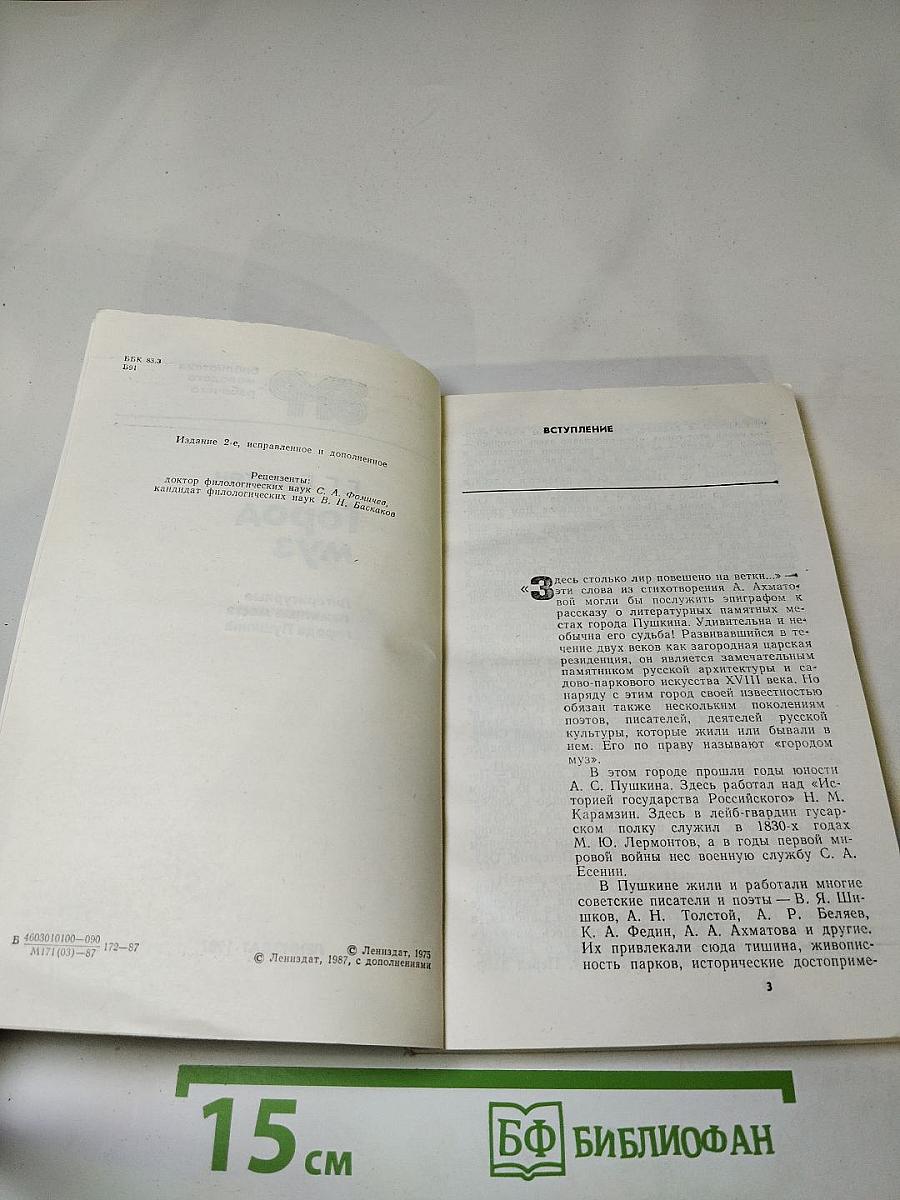 ББК 83.3
Б91
Издание 2-е, исправленное и дополненное
Рецензенты:
доктор филологических наук С. А. Фомичев,
кандидат филологических наук В. Н. Баскаков
Б 4603010100—090
М171(03)—87
172—87
© Лениздат, 1975
© Лениздат, 1987, с дополнениями
ВСТУПЛЕНИЕ
«Здесь столько лир повешено на ветки...» —
эти слова из стихотворения А. Ахмато-
вой могли бы послужить эпиграфом к
рассказу о литературных памятных ме-
стах города Пушкина. Удивительна и не-
обычна его судьба! Развивавшийся в те-
чение двух веков как загородная царская
резиденция, он является замечательным
памятником русской архитектуры и са-
дово-паркового искусства XVIII века. Но
наряду с этим город своей известностью
обязан также нескольким поколениям
поэтов, писателей, деятелей русской
культуры, которые жили или бывали в
нем. Его по праву называют «городом
муз».
В этом городе прошли годы юности
А. С. Пушкина. Здесь работал над «Ис-
торией государства Российского» Н. М.
Карамзин. Здесь в лейб-гвардии гусар-
ском полку служил в 1830-х годах
М. Ю. Лермонтов, а в годы первой ми-
ровой войны нес военную службу С. А.
Есенин.
В Пушкине жили и работали многие
советские писатели и поэты — В. Я. Ши-
шков, А. Н. Толстой, А. Р. Беляев,
К. А. Федин, А. А. Ахматова и другие.
Их привлекали сюда тишина, живопис-
ность парков, исторические достоприме-
3
15 см
БФ БИБЛИОФАН